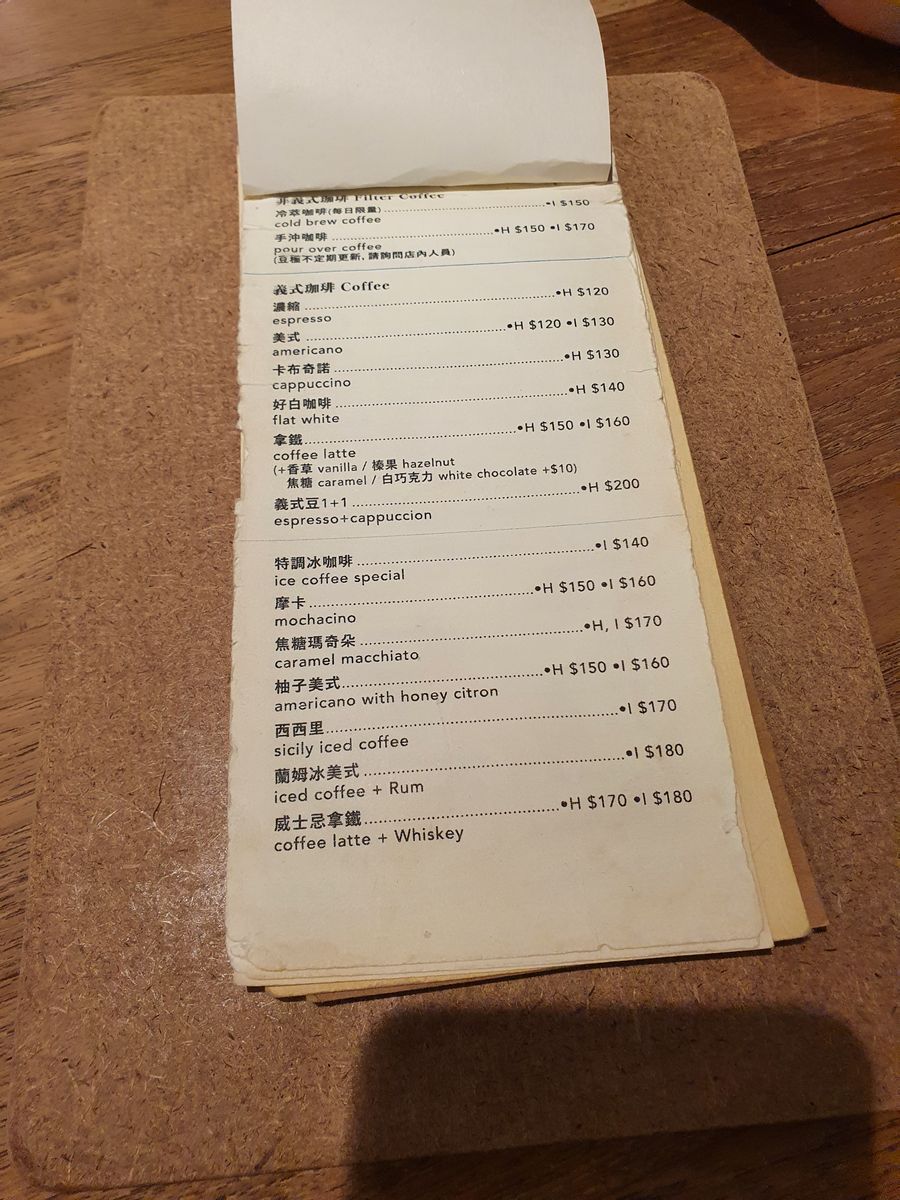 非義式咖啡 Filter Coffee
冷萃咖啡(每日限量)........................................•I $150
cold brew coffee
手沖咖啡........................................•H $150 •I $170
pour over coffee
(豆種不定期更新, 請詢問店內人員)
義式咖啡 Coffee
濃縮........................................•H $120
espresso
美式........................................•H $120 •I $130
americano
卡布奇諾........................................•H $130
cappuccino
好白咖啡........................................•H $140
flat white
拿鐵........................................•H $150 •I $160
coffee latte
(+香草 vanilla / 榛果 hazelnut
焦糖 caramel / 白巧克力 white chocolate +$10)
義式豆1+1........................................•H $200
espresso+cappuccion
特調冰咖啡........................................•I $140
ice coffee special
摩卡........................................•H $150 •I $160
mochacino
焦糖瑪奇朵........................................•H, I $170
caramel macchiato
柚子美式........................................•H $150 •I $160
americano with honey citron
西西里........................................•I $170
sicily iced coffee
蘭姆冰美式........................................•I $180
iced coffee + Rum
威士忌拿鐵........................................•H $170 •I $180
coffee latte + Whiskey